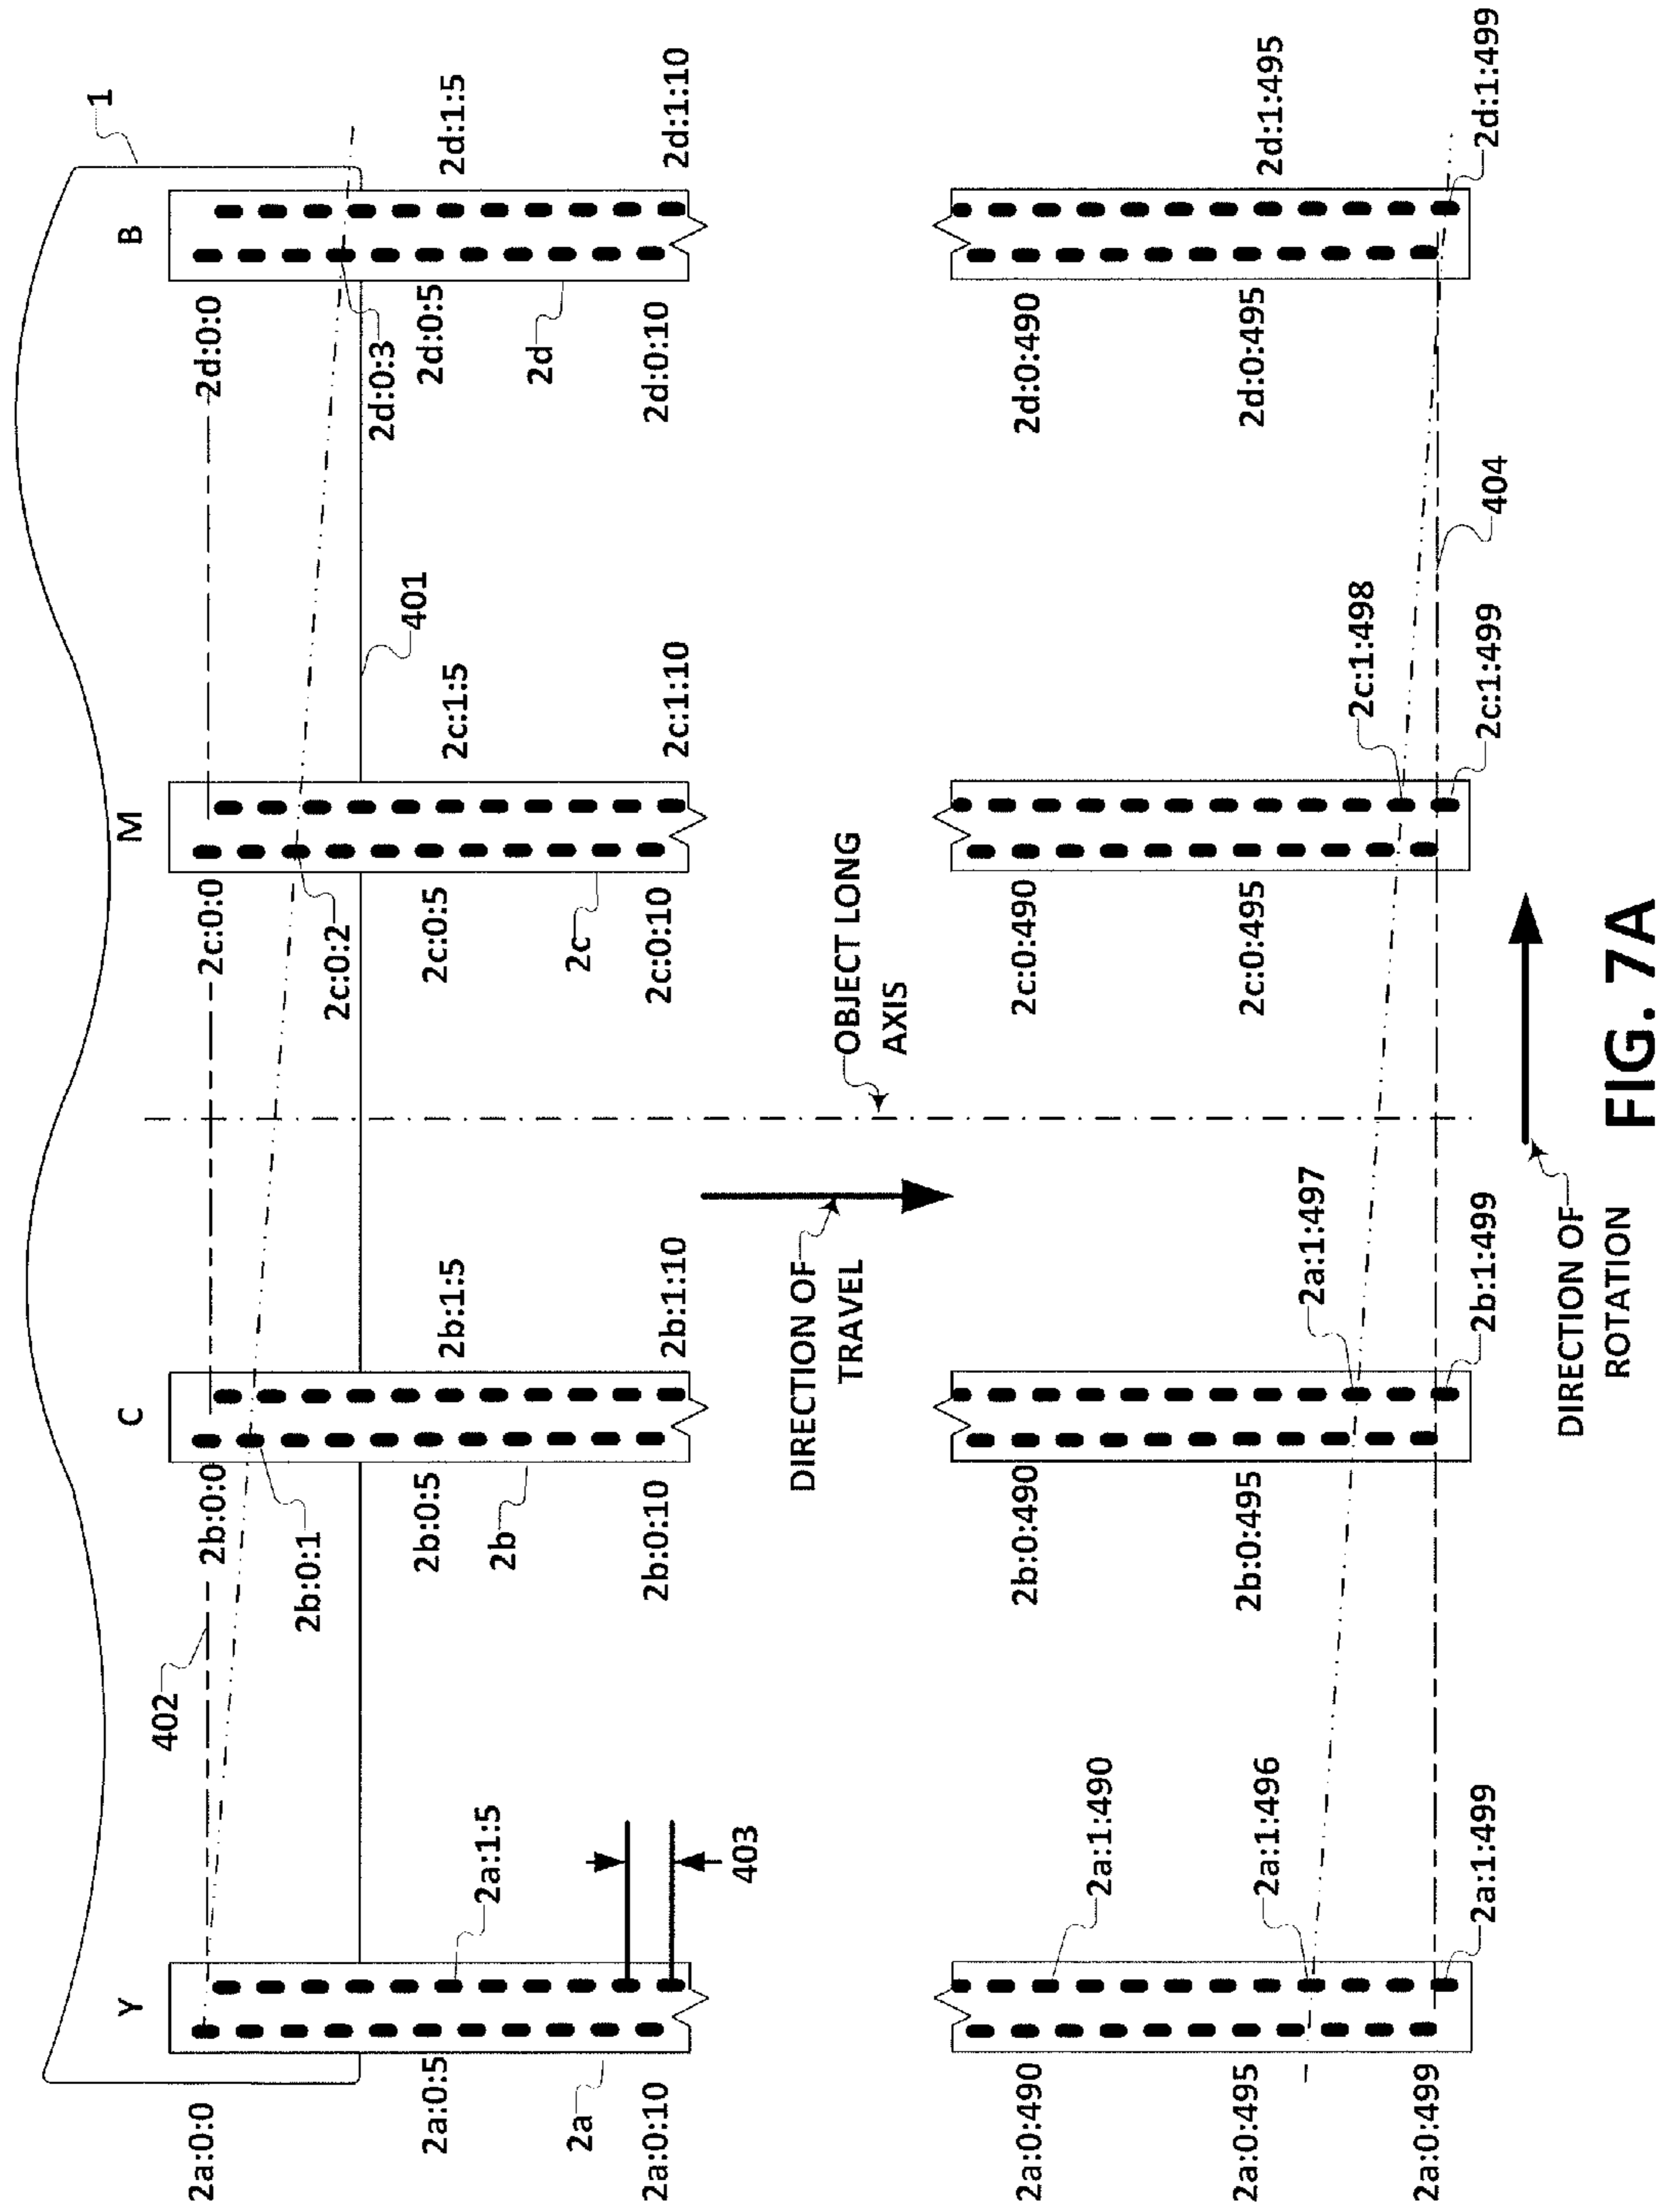 1
Y
C
M
B
2a:0:0
402
2b:0:0
2c:0:0
2d:0:0
2b:0:1
2c:0:2
2d:0:3
401
2a:0:5
2a:1:5
2b:0:5
2b:1:5
2c:0:5
2c:1:5
2d:0:5
2d:1:5
2a
2b
2c
2d
2a:0:10
403
2b:0:10
2b:1:10
2c:0:10
2c:1:10
2d:0:10
2d:1:10
DIRECTION OF
TRAVEL
OBJECT LONG
AXIS
2a:0:490
2a:1:490
2b:0:490
2c:0:490
2d:0:490
2a:0:495
2a:1:496
2b:0:495
2a:1:497
2c:0:495
2c:1:498
2d:0:495
2d:1:495
2a:0:499
2a:1:499
2b:1:499
2c:1:499
404
2d:1:499
DIRECTION OF
ROTATION
FIG. 7A